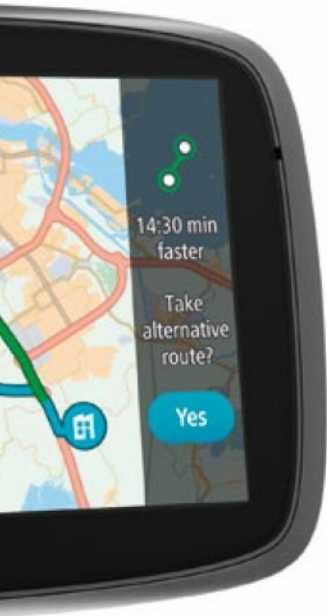 14:30 min
faster
Take
alternative
route?
Yes